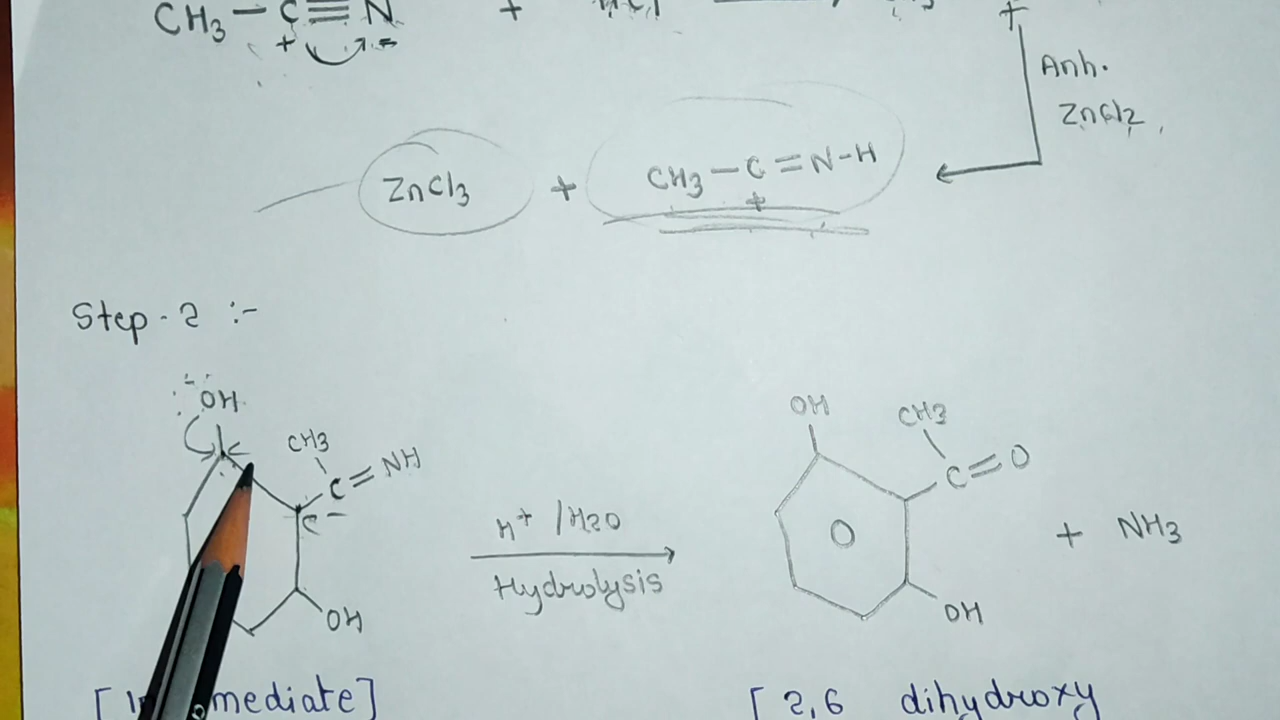 CH3 — C ≡ N +
+ -
+
Anh.
ZnCl2,
ZnCl3 + CH3 — C = N-H
+
Step-2 :-
OH
CH3
C = NH
C -
OH
H+ /H2O
Hydrolysis
OH
CH3
C = O
O
OH
+ NH3
mediate]
[ 2,6 dihydroxy